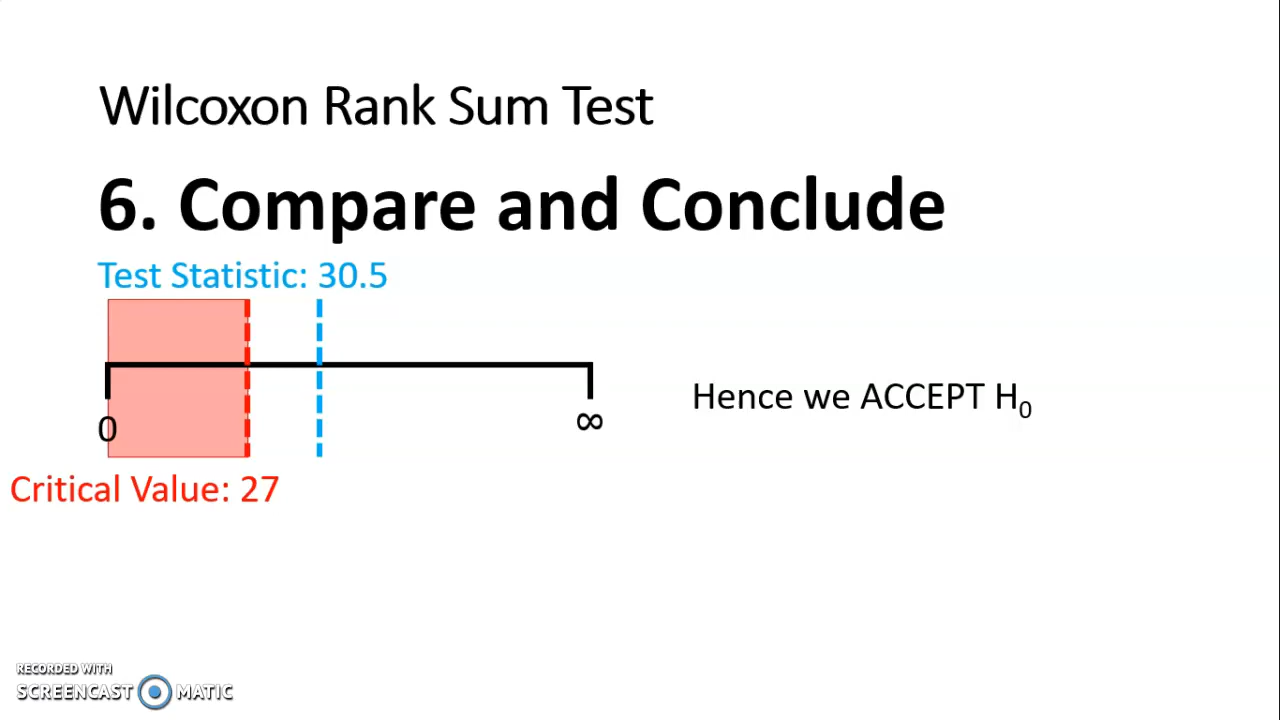 Wilcoxon Rank Sum Test
6. Compare and Conclude
Test Statistic: 30.5
0
∞
Hence we ACCEPT H₀
Critical Value: 27
RECORDED WITH
SCREENCAST MATIC